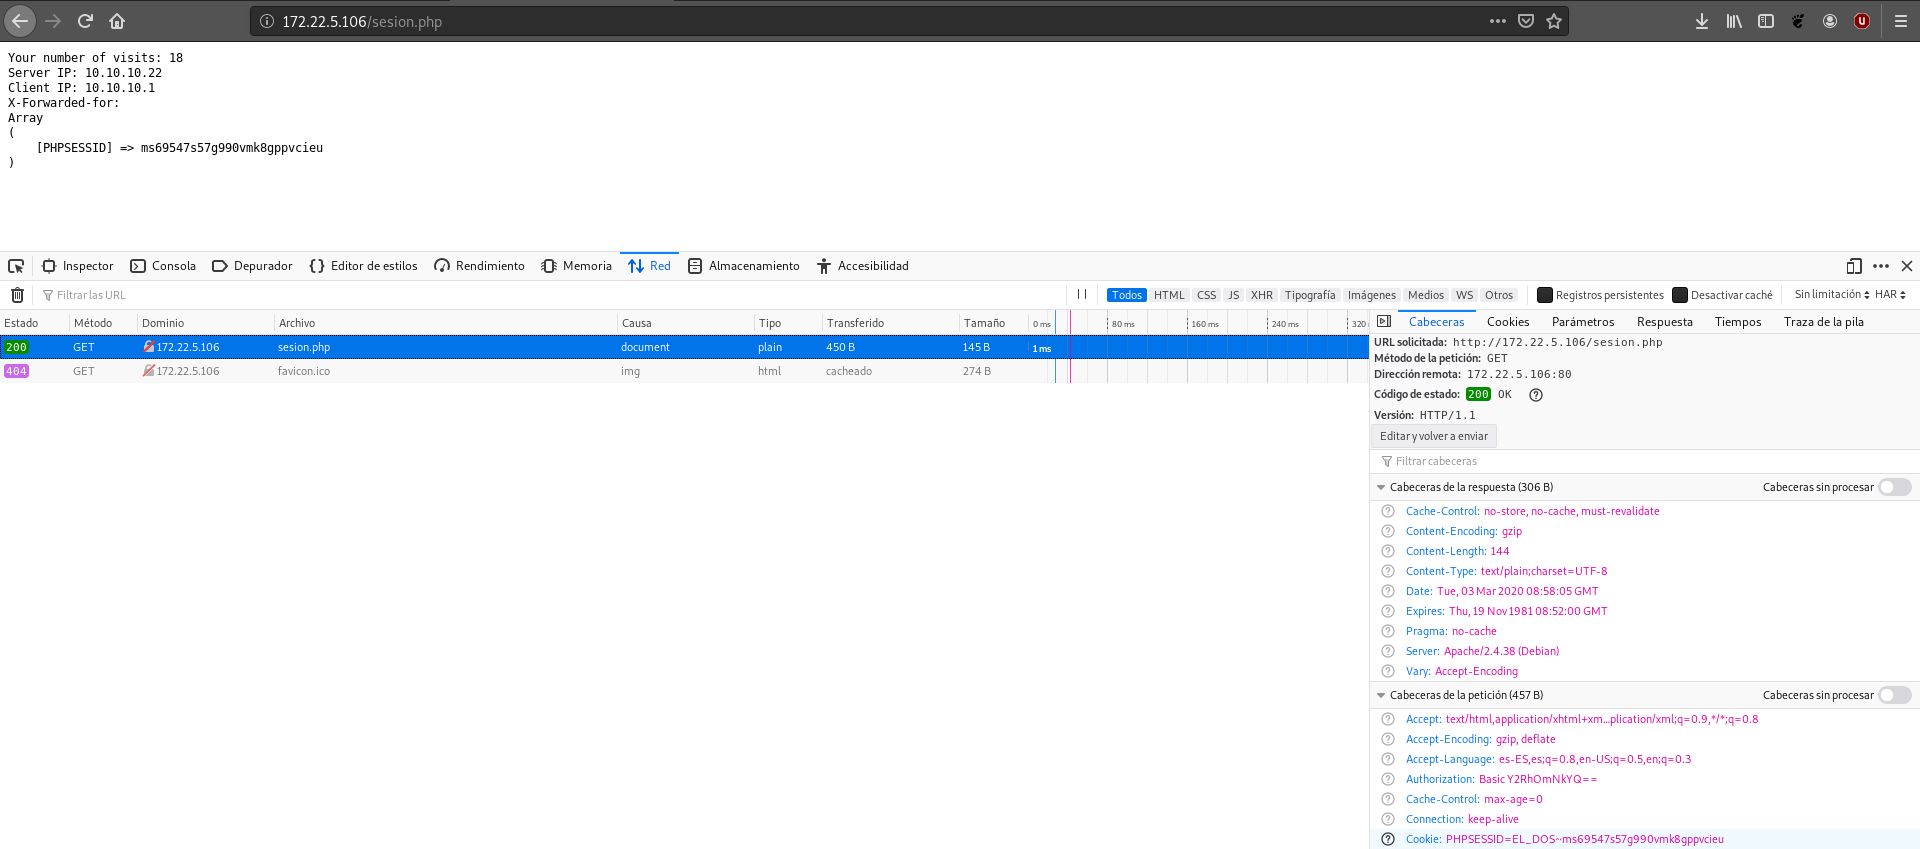 172.22.5.106/sesion.php
Your number of visits: 18
Server IP: 10.10.10.22
Client IP: 10.10.10.1
X-Forwarded-for:
Array
(
[PHPSESSID] => ms69547s57g990vmk8gppvcieu
)
Inspector Consola Depurador Editor de estilos Rendimiento Memoria Red Almacenamiento Accesibilidad
Filtrar las URL Todos HTML CSS JS XHR Tipografía Imágenes Medios WS Otros Registros persistentes Desactivar caché Sin limitación HAR
Estado Método Dominio Archivo Causa Tipo Transferido Tamaño 0 ms 80 ms 160 ms 240 ms 320
200 GET 172.22.5.106 sesion.php document plain 450 B 145 B 1 ms
404 GET 172.22.5.106 favicon.ico img html cacheado 274 B
Cabeceras Cookies Parámetros Respuesta Tiempos Traza de la pila
URL solicitada: http://172.22.5.106/sesion.php
Método de la petición: GET
Dirección remota: 172.22.5.106:80
Código de estado: 200 OK
Versión: HTTP/1.1
Editar y volver a enviar
Filtrar cabeceras
Cabeceras de la respuesta (306 B) Cabeceras sin procesar
Cache-Control: no-store, no-cache, must-revalidate
Content-Encoding: gzip
Content-Length: 144
Content-Type: text/plain;charset=UTF-8
Date: Tue, 03 Mar 2020 08:58:05 GMT
Expires: Thu, 19 Nov 1981 08:52:00 GMT
Pragma: no-cache
Server: Apache/2.4.38 (Debian)
Vary: Accept-Encoding
Cabeceras de la petición (457 B) Cabeceras sin procesar
Accept: text/html,application/xhtml+xm…plication/xml;q=0.9,*/*;q=0.8
Accept-Encoding: gzip, deflate
Accept-Language: es-ES,es;q=0.8,en-US;q=0.5,en;q=0.3
Authorization: Basic Y2RhOmNkYQ==
Cache-Control: max-age=0
Connection: keep-alive
Cookie: PHPSESSID=EL_DOS~ms69547s57g990vmk8gppvcieu